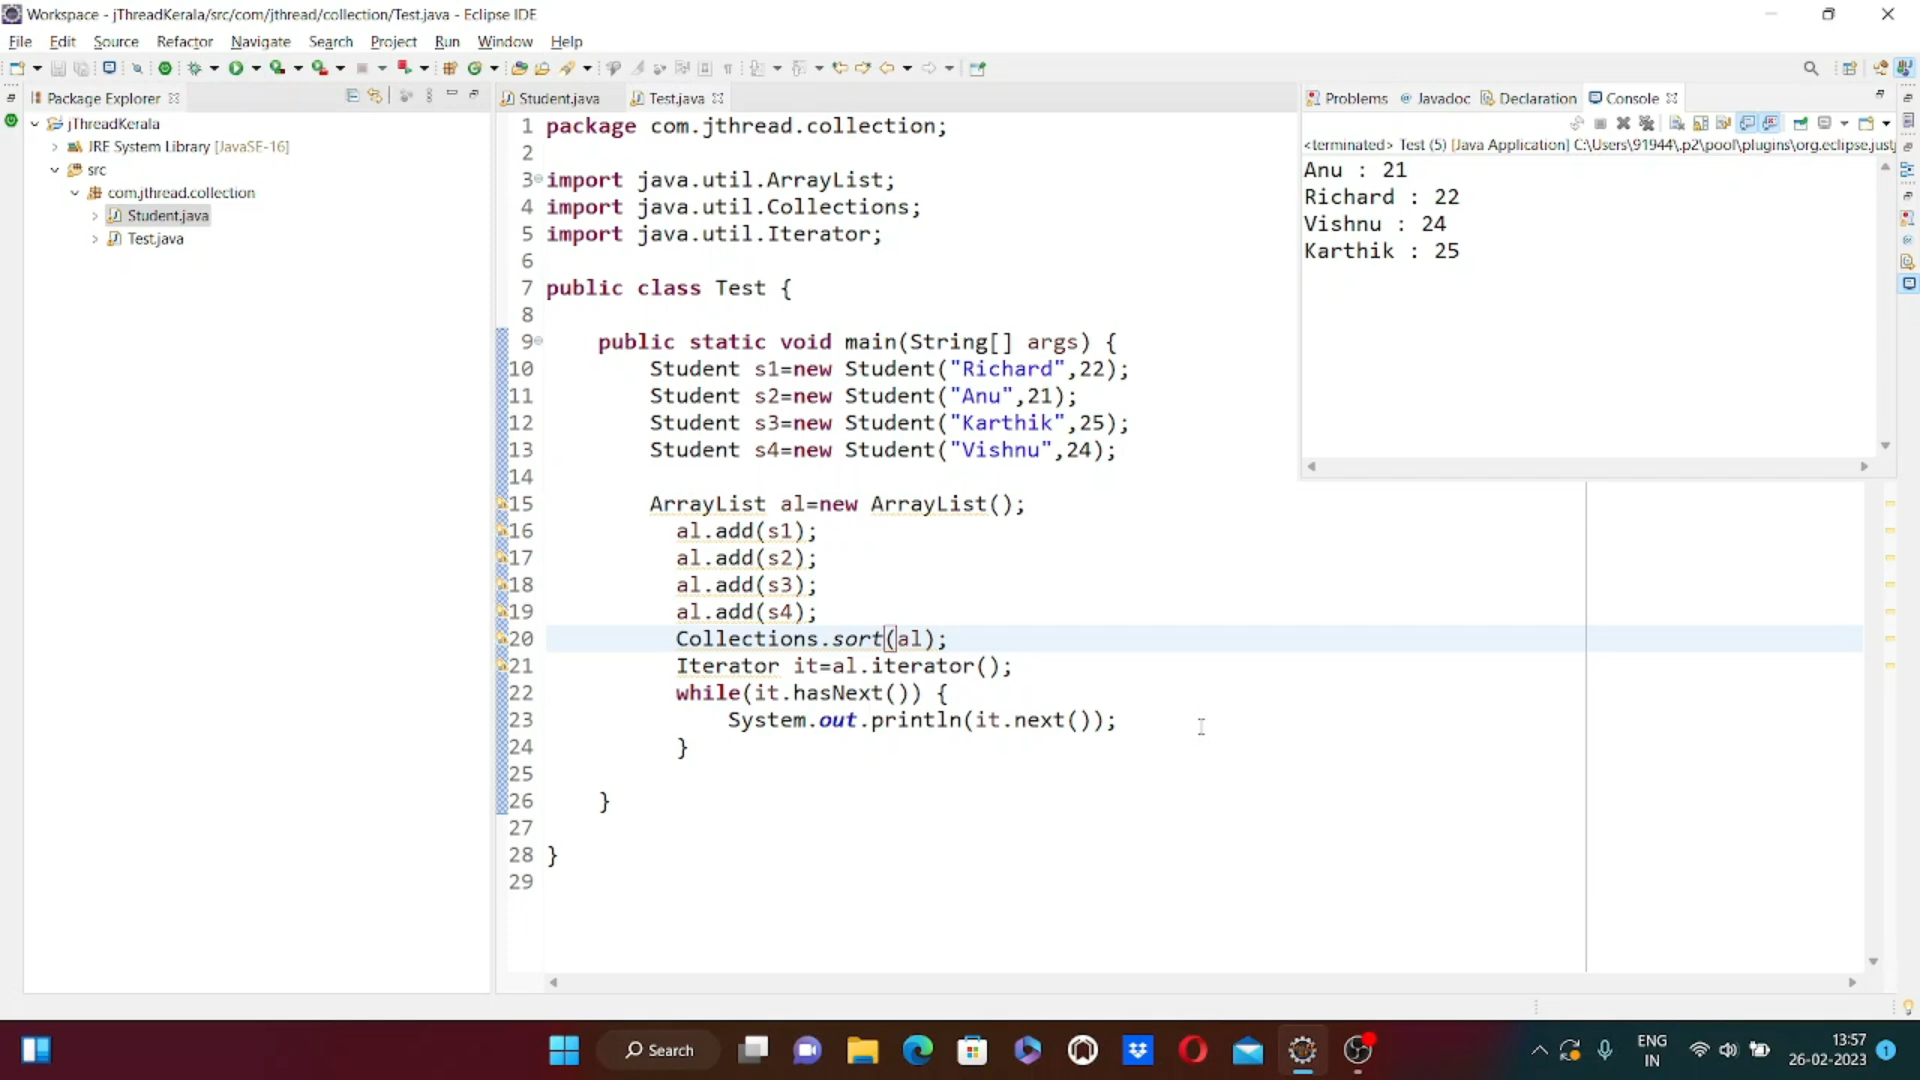 Workspace - jThreadKerala/src/com/jthread/collection/Test.java - Eclipse IDE
File Edit Source Refactor Navigate Search Project Run Window Help
Package Explorer
jThreadKerala
JRE System Library [JavaSE-16]
src
com.jthread.collection
Student.java
Test.java
Student.java Test.java
1 package com.jthread.collection;
2
3 import java.util.ArrayList;
4 import java.util.Collections;
5 import java.util.Iterator;
6
7 public class Test {
8
9 public static void main(String[] args) {
10 Student s1=new Student("Richard",22);
11 Student s2=new Student("Anu",21);
12 Student s3=new Student("Karthik",25);
13 Student s4=new Student("Vishnu",24);
14
15 ArrayList al=new ArrayList();
16 al.add(s1);
17 al.add(s2);
18 al.add(s3);
19 al.add(s4);
20 Collections.sort(al);
21 Iterator it=al.iterator();
22 while(it.hasNext()) {
23 System.out.println(it.next());
24 }
25
26 }
27
28 }
29
Problems @ Javadoc Declaration Console
<terminated> Test (5) [Java Application] C:\Users\91944\.p2\pool\plugins\org.eclipse.justj
Anu : 21
Richard : 22
Vishnu : 24
Karthik : 25
Search
ENG
IN
13:57
26-02-2023
1